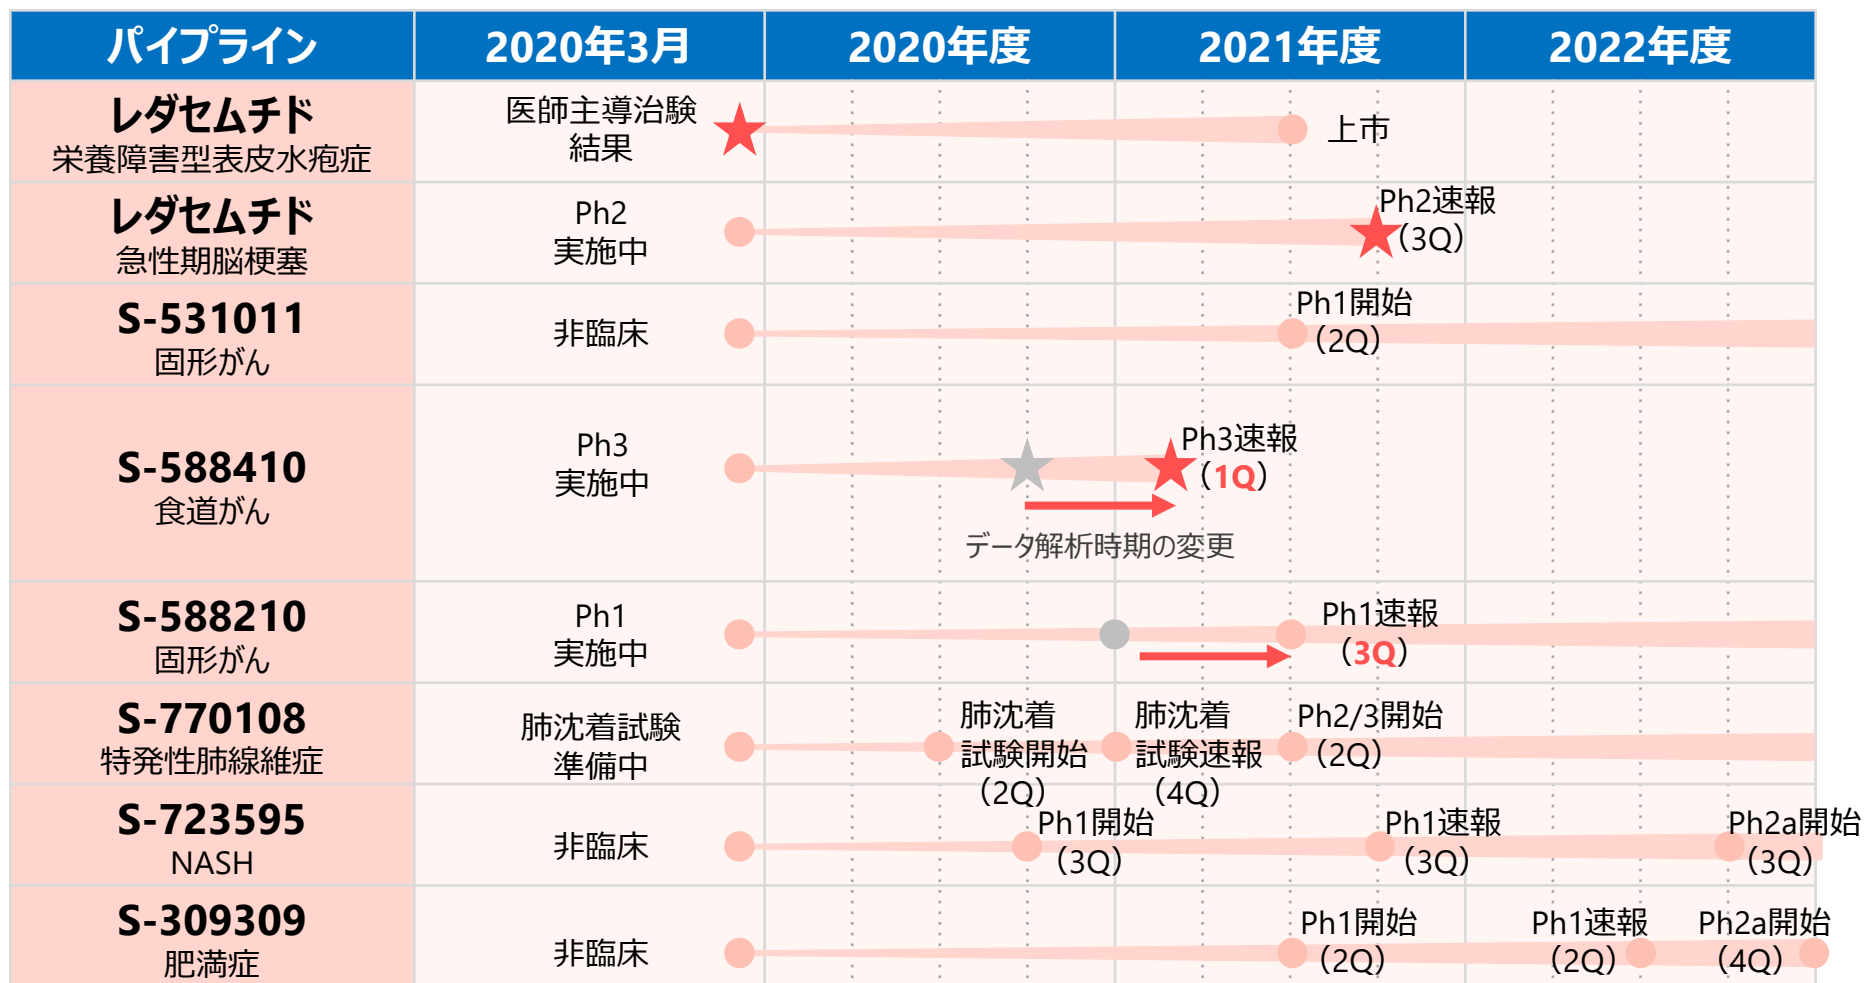 パイプライン
2020年3月
2020年度
2021年度
2022年度
レダセムチド
栄養障害型表皮水疱症
医師主導治験
結果
上市
レダセムチド
急性期脳梗塞
Ph2
実施中
Ph2速報
（3Q）
S-531011
固形がん
非臨床
Ph1開始
（2Q）
S-588410
食道がん
Ph3
実施中
Ph3速報
（1Q）
データ解析時期の変更
S-588210
固形がん
Ph1
実施中
Ph1速報
（3Q）
S-770108
特発性肺線維症
肺沈着試験
準備中
肺沈着
試験開始
（2Q）
肺沈着
試験速報
（4Q）
Ph2/3開始
（2Q）
S-723595
NASH
非臨床
Ph1開始
（3Q）
Ph1速報
（3Q）
Ph2a開始
（3Q）
S-309309
肥満症
非臨床
Ph1開始
（2Q）
Ph1速報
（2Q）
Ph2a開始
（4Q）